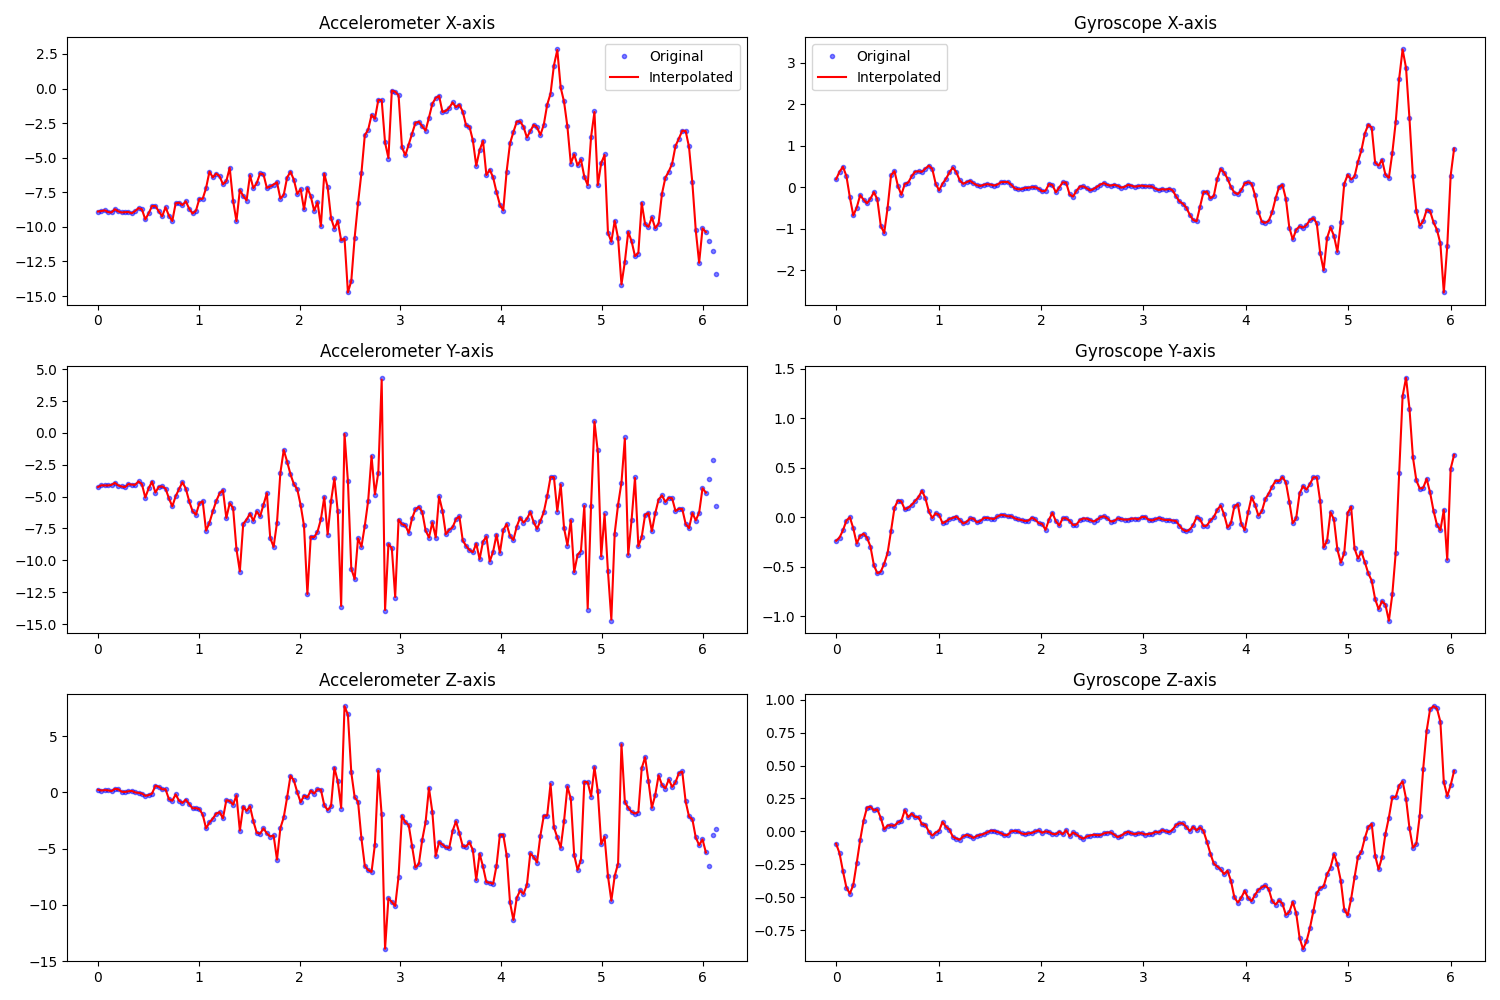 Accelerometer X-axis
2.5
0.0
−2.5
−5.0
−7.5
−10.0
−12.5
−15.0
0 1 2 3 4 5 6
Original
Interpolated
Gyroscope X-axis
3
2
1
0
−1
−2
0 1 2 3 4 5 6
Original
Interpolated
Accelerometer Y-axis
5.0
2.5
0.0
−2.5
−5.0
−7.5
−10.0
−12.5
−15.0
0 1 2 3 4 5 6
Gyroscope Y-axis
1.5
1.0
0.5
0.0
−0.5
−1.0
0 1 2 3 4 5 6
Accelerometer Z-axis
5
0
−5
−10
−15
0 1 2 3 4 5 6
Gyroscope Z-axis
1.00
0.75
0.50
0.25
0.00
−0.25
−0.50
−0.75
0 1 2 3 4 5 6